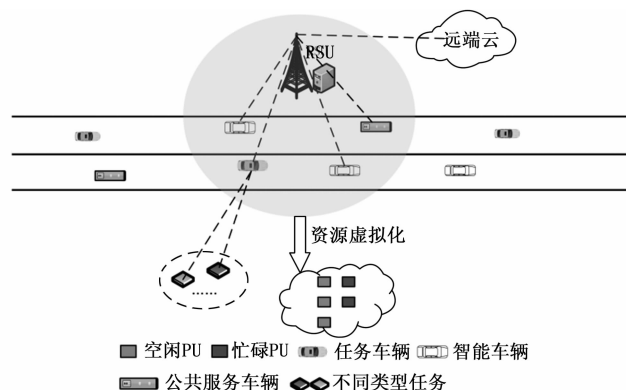 远端云
RSU
资源虚拟化
......
空闲PU 忙碌PU 任务车辆 智能车辆
公共服务车辆 不同类型任务